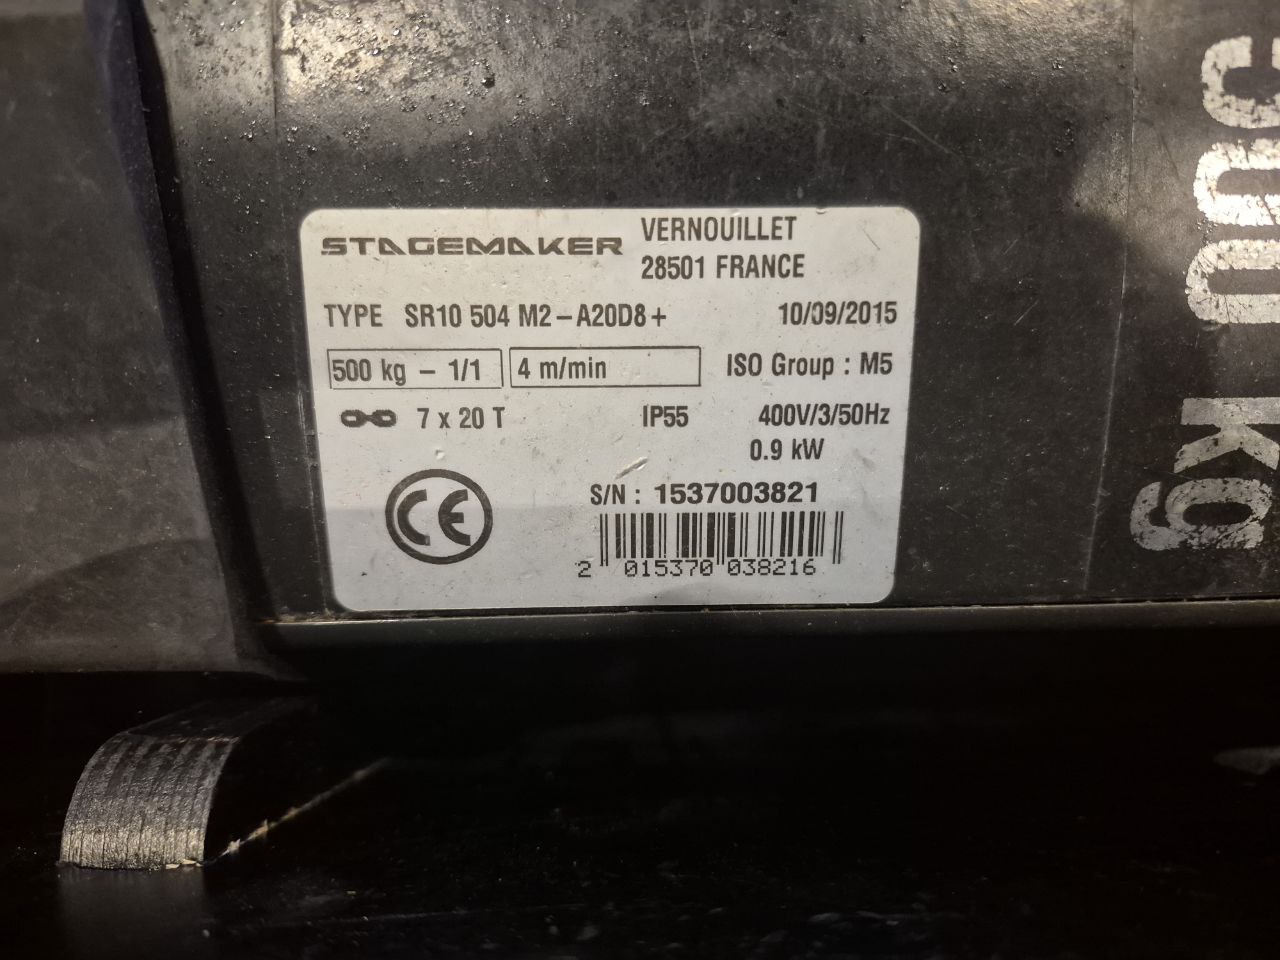 STAGEMAKER
VERNOUILLET
28501 FRANCE
TYPE SR10 504 M2-A20D8+ 10/09/2015
500 kg - 1/1 4 m/min ISO Group : M5
7 x 20 T IP55 400V/3/50Hz
0.9 kW
CE
S/N : 1537003821
2 015370 038216
500 kg